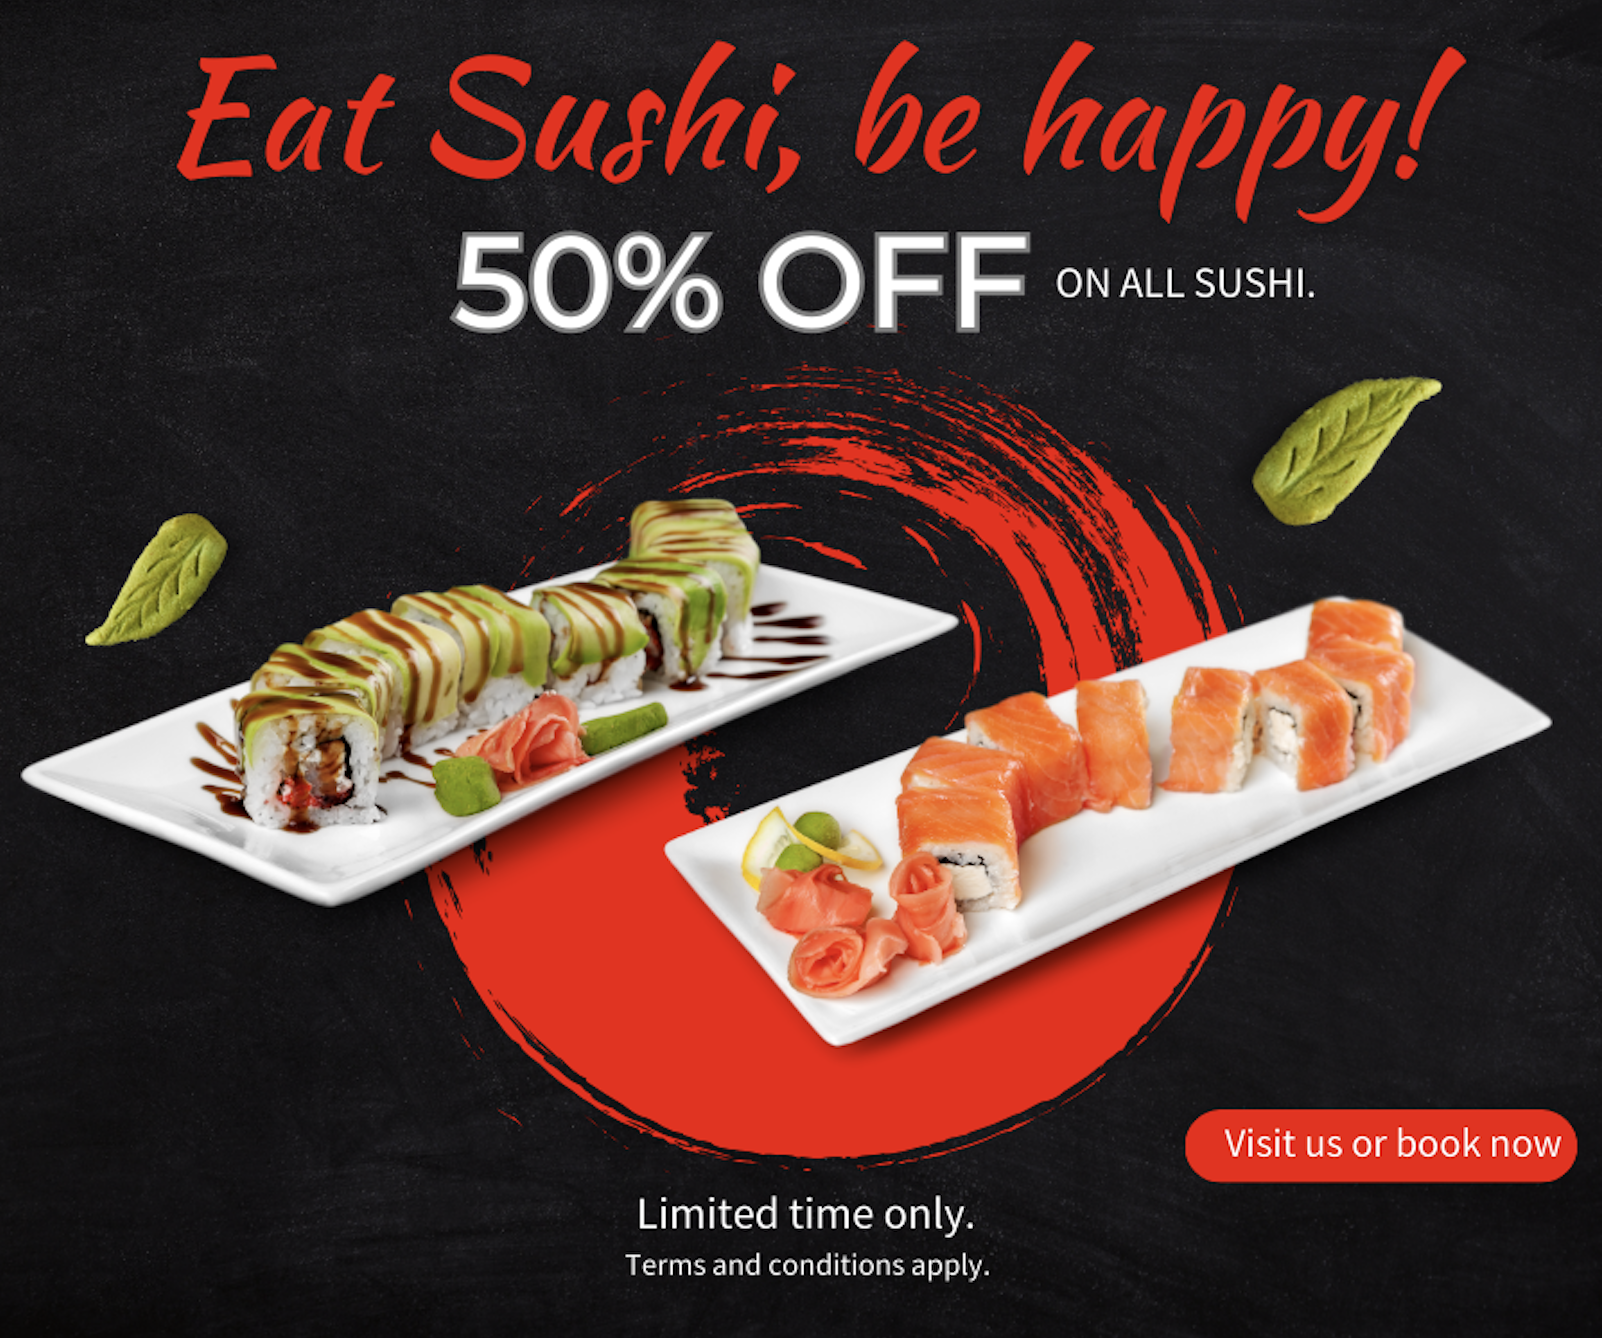 Eat Sushi, be happy!
50% OFF ON ALL SUSHI.
Visit us or book now
Limited time only.
Terms and conditions apply.